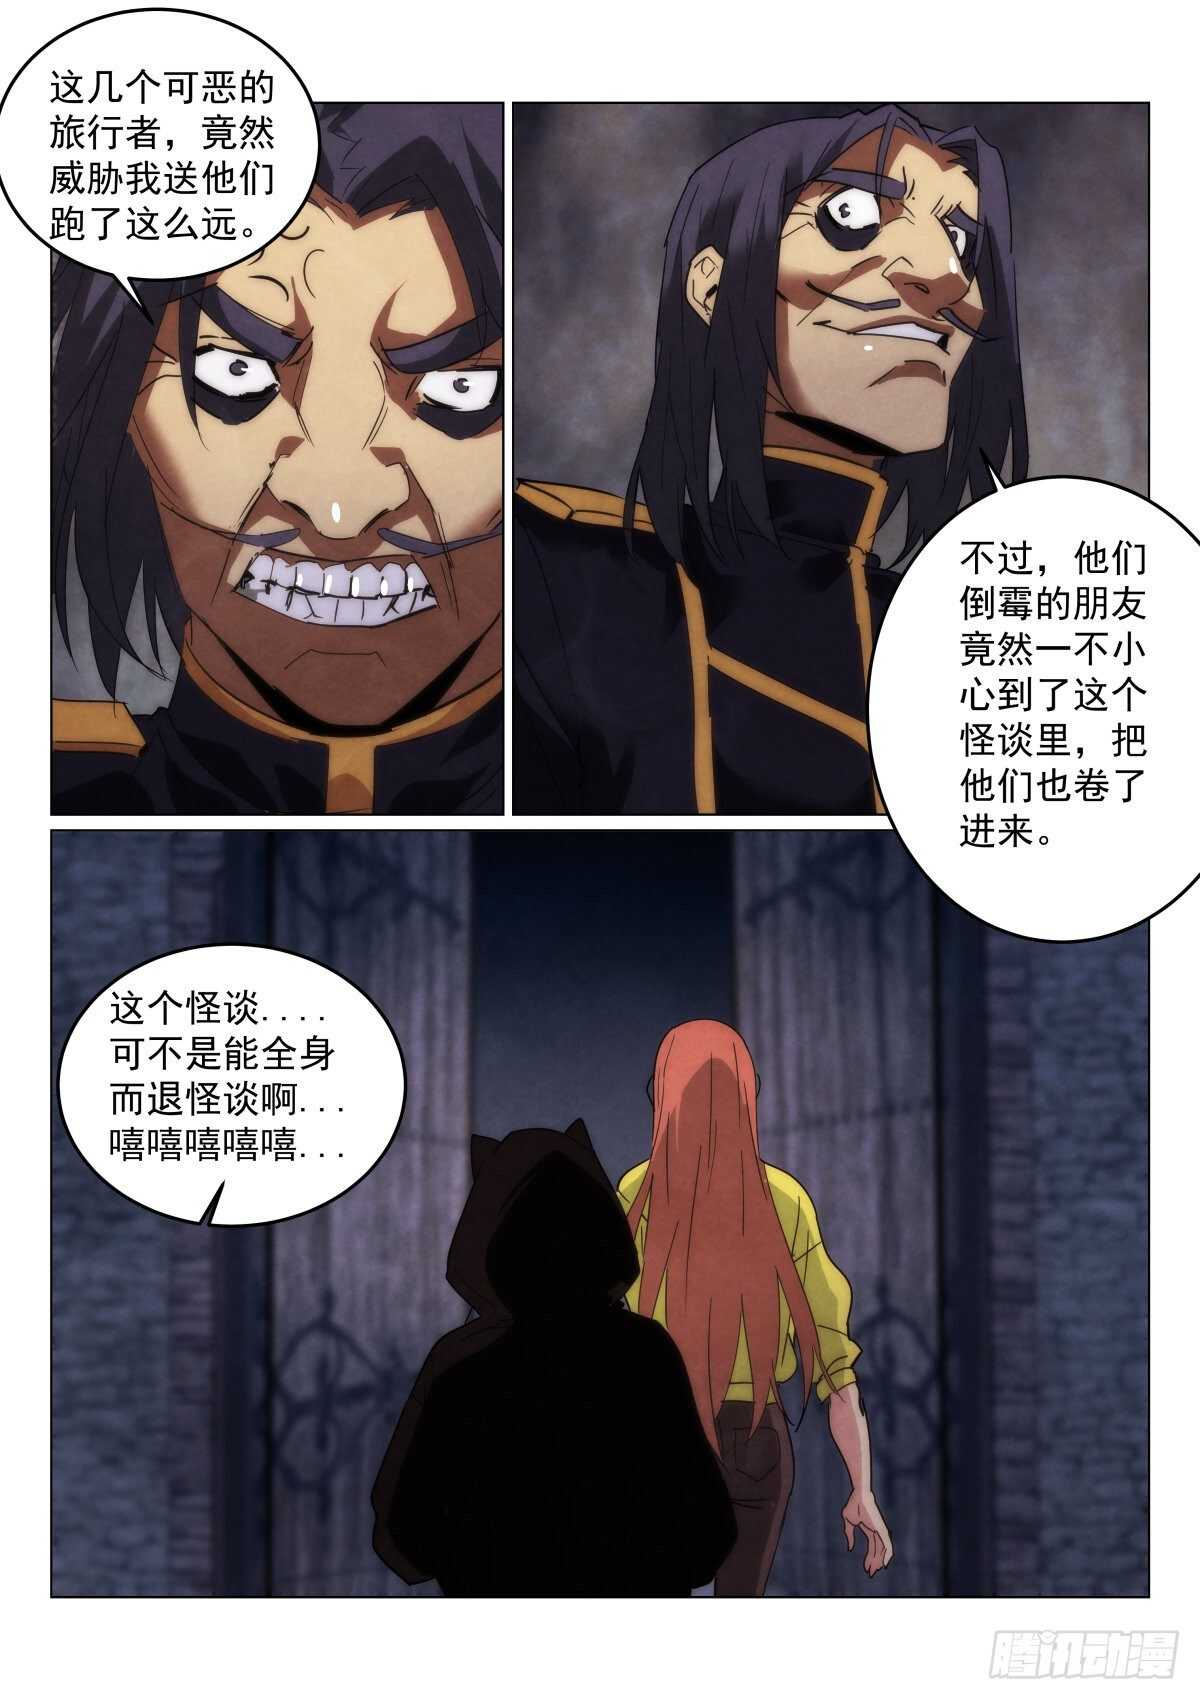 这几个可恶的
旅行者，竟然
威胁我送他们
跑了这么远。
不过，他们
倒霉的朋友
竟然一不小
心到了这个
怪谈里，把
他们也卷了
进来。
这个怪谈....
可不是能全身
而退怪谈啊...
嘻嘻嘻嘻嘻...
腾讯动漫